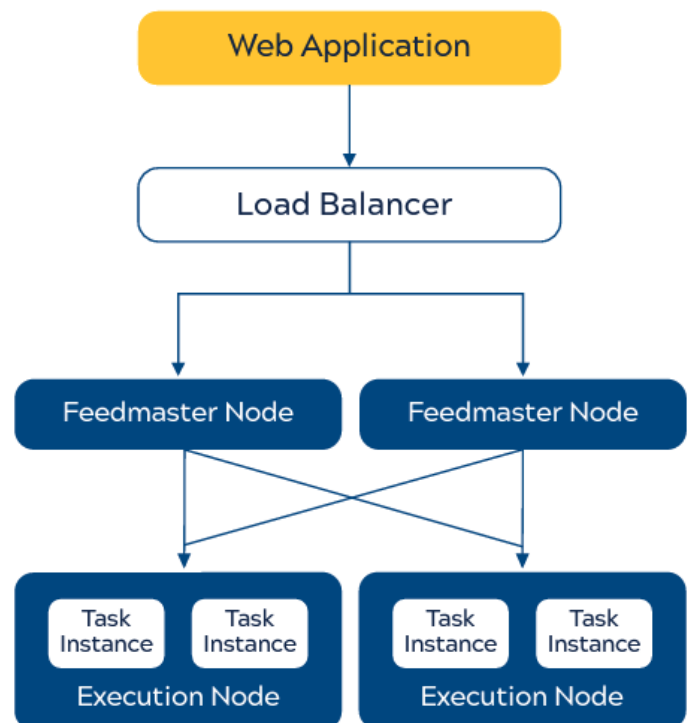 Web Application
Load Balancer
Feedmaster Node
Feedmaster Node
Task
Instance
Task
Instance
Execution Node
Task
Instance
Task
Instance
Execution Node